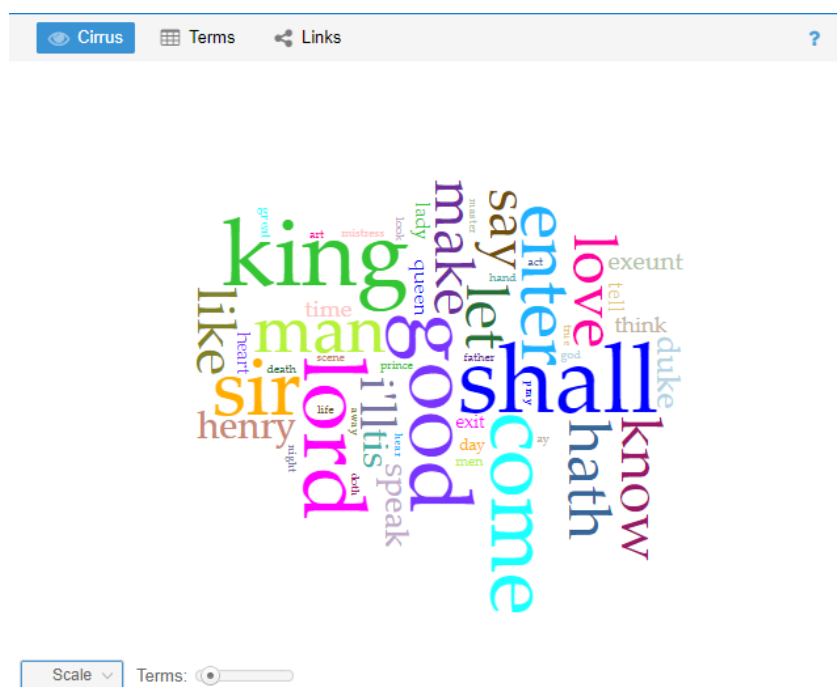 Cirrus Terms Links ?
great
art
mistress
look
lady
make
master
say
enter
king
queen
hand
act
love
exeunt
tell
like
time
man
good
let
true
think
heart
scene
prince
father
god
shall
duke
death
sir
lord
i'll
pray
henry
life
away
tis
hear
exit
come
ay
hath
know
night
doth
speak
day
men
Scale Terms: